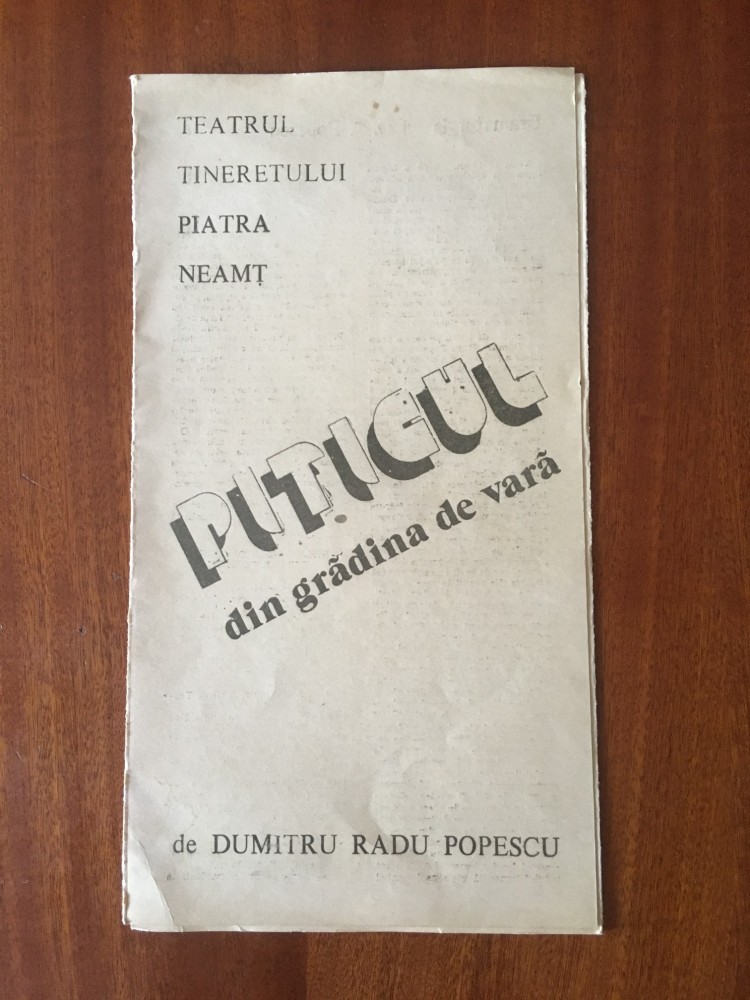 TEATRUL
TINERETULUI
PIATRA
NEAMȚ
PITICUL
din grădina de vară
de DUMITRU RADU POPESCU